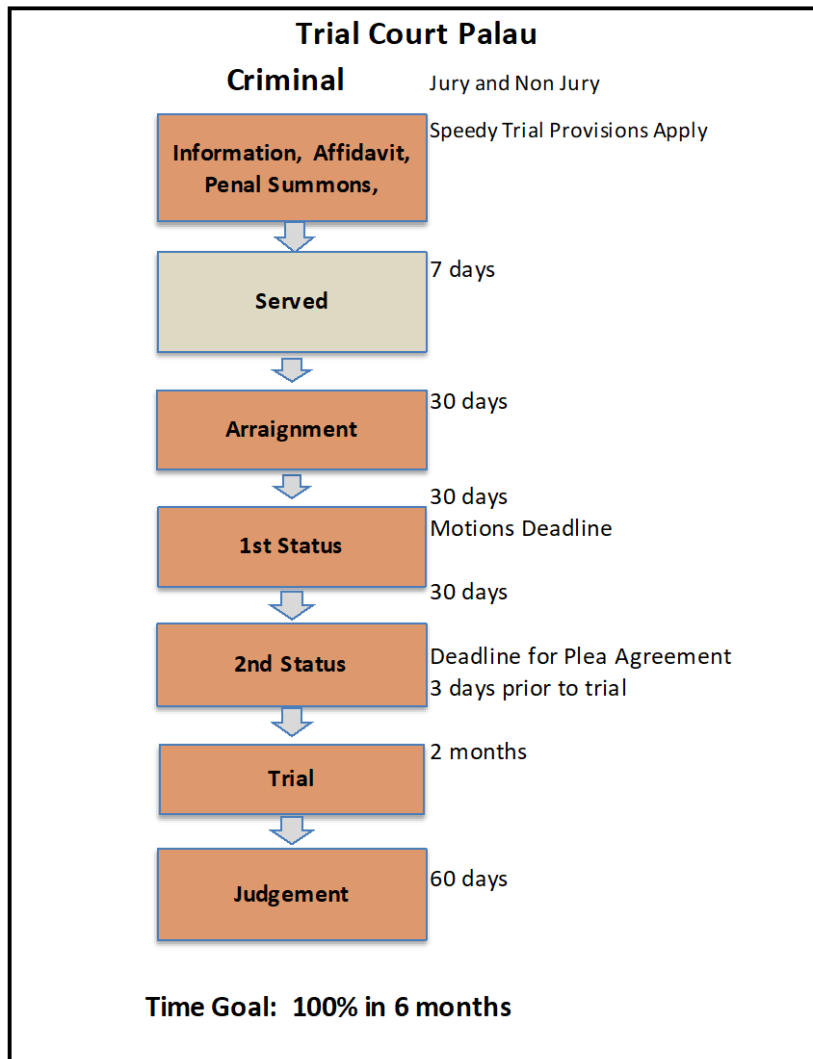 Trial Court Palau
Criminal
Jury and Non Jury
Speedy Trial Provisions Apply
Information, Affidavit,
Penal Summons,
7 days
Served
30 days
Arraignment
30 days
Motions Deadline
1st Status
30 days
2nd Status
Deadline for Plea Agreement
3 days prior to trial
2 months
Trial
60 days
Judgement
Time Goal: 100% in 6 months